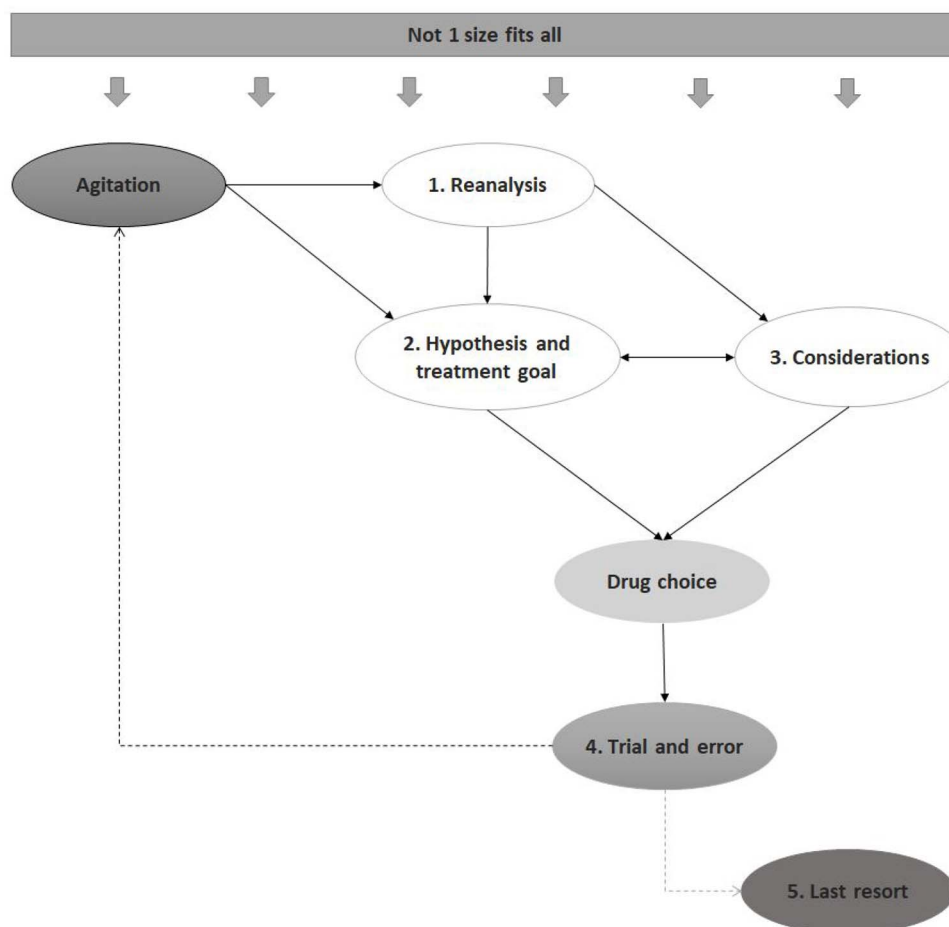 Not 1 size fits all
Agitation
1. Reanalysis
2. Hypothesis and
treatment goal
3. Considerations
Drug choice
4. Trial and error
5. Last resort